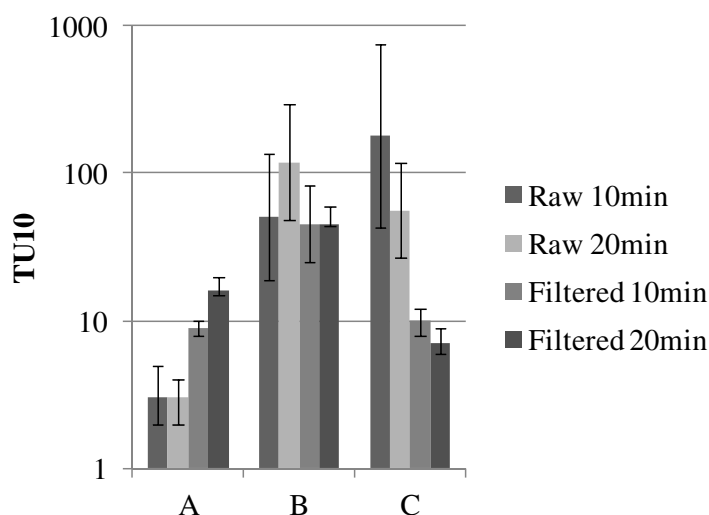 1000
100
10
1
TU10
A B C
Raw 10min
Raw 20min
Filtered 10min
Filtered 20min